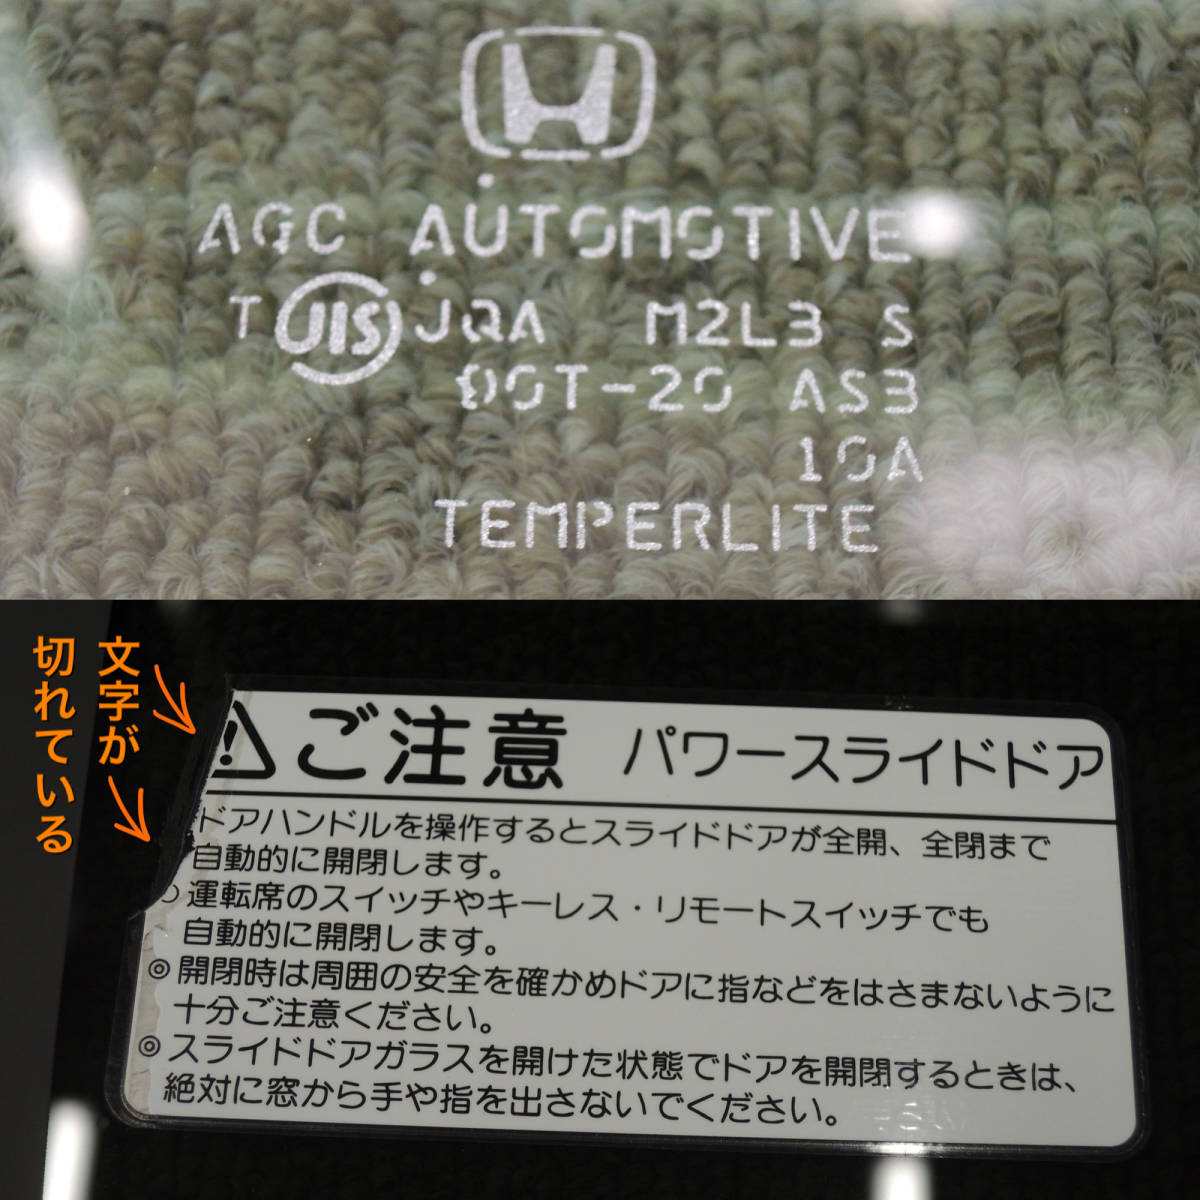 AGC AUTOMOTIVE
T JIS JQA M2L3 S
DOT-20 AS3
10A
TEMPERLITE
文字が
切れている
ご注意 パワースライドドア
ドアハンドルを操作するとスライドドアが全開、全閉まで
自動的に開閉します。
運転席のスイッチやキーレス・リモートスイッチでも
自動的に開閉します。
◎開閉時は周囲の安全を確かめドアに指などをはさまないように
十分ご注意ください。
◎スライドドアガラスを開けた状態でドアを開閉するときは、
絶対に窓から手や指を出さないでください。